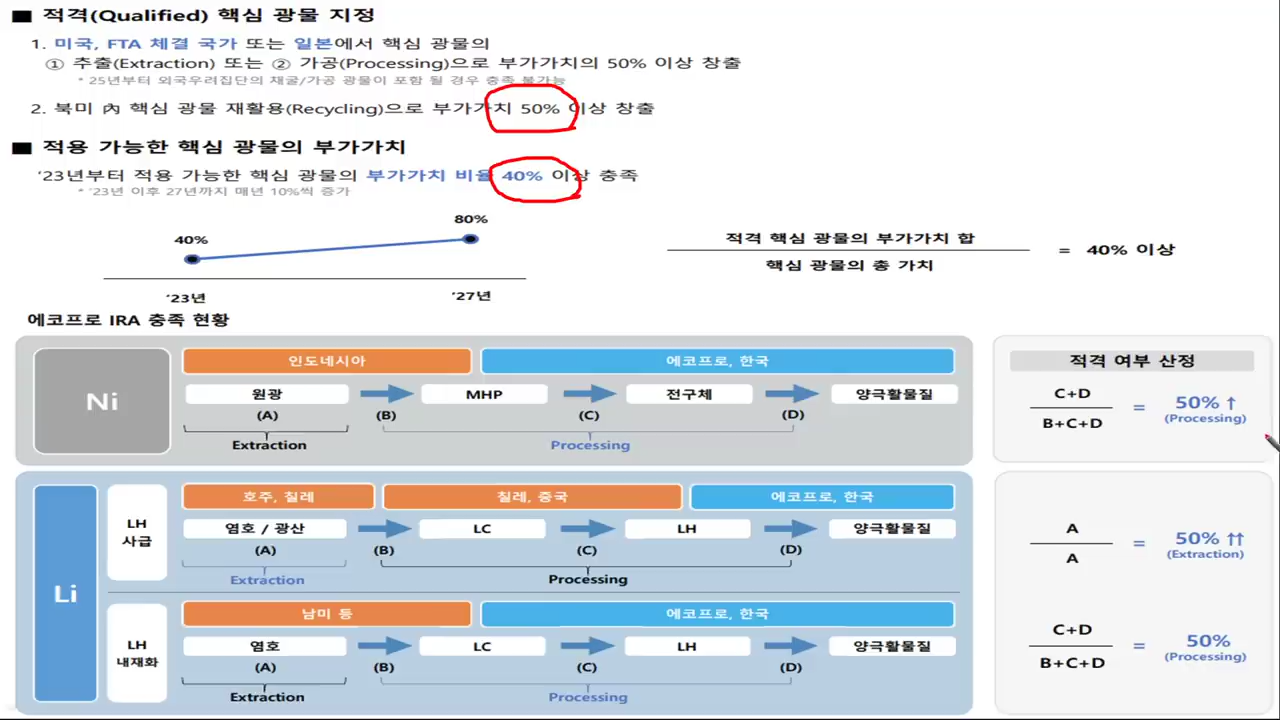 ■ 적격(Qualified) 핵심 광물 지정
1. 미국, FTA 체결 국가 또는 일본에서 핵심 광물의
① 추출(Extraction) 또는 ② 가공(Processing)으로 부가가치의 50% 이상 창출
* 25년부터 외국우려집단의 채굴/가공 광물이 포함 될 경우 충족 불가능
2. 북미 內 핵심 광물 재활용(Recycling)으로 부가가치 50% 이상 창출
■ 적용 가능한 핵심 광물의 부가가치
‘23년부터 적용 가능한 핵심 광물의 부가가치 비율 40% 이상 충족
* ‘23년 이후 27년까지 매년 10%씩 증가
40%
80%
‘23년
‘27년
적격 핵심 광물의 부가가치 합
핵심 광물의 총 가치
= 40% 이상
에코프로 IRA 충족 현황
Ni
인도네시아
에코프로, 한국
원광
MHP
전구체
양극활물질
(A)
(B)
(C)
(D)
Extraction
Processing
적격 여부 산정
C+D
B+C+D
= 50% ↑
(Processing)
Li
LH
사급
호주, 칠레
칠레, 중국
에코프로, 한국
염호 / 광산
LC
LH
양극활물질
(A)
(B)
(C)
(D)
Extraction
Processing
A
A
= 50% ↑↑
(Extraction)
LH
내재화
남미 등
에코프로, 한국
염호
LC
LH
양극활물질
(A)
(B)
(C)
(D)
Extraction
Processing
C+D
B+C+D
= 50%
(Processing)